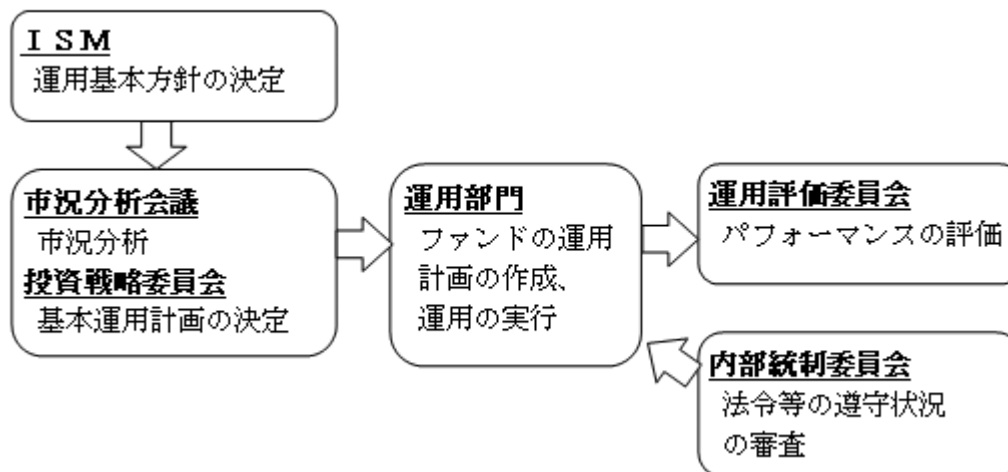 ＩＳＭ
運用基本方針の決定
市況分析会議
市況分析
投資戦略委員会
基本運用計画の決定
運用部門
ファンドの運用
計画の作成、
運用の実行
運用評価委員会
パフォーマンスの評価
内部統制委員会
法令等の遵守状況
の審査